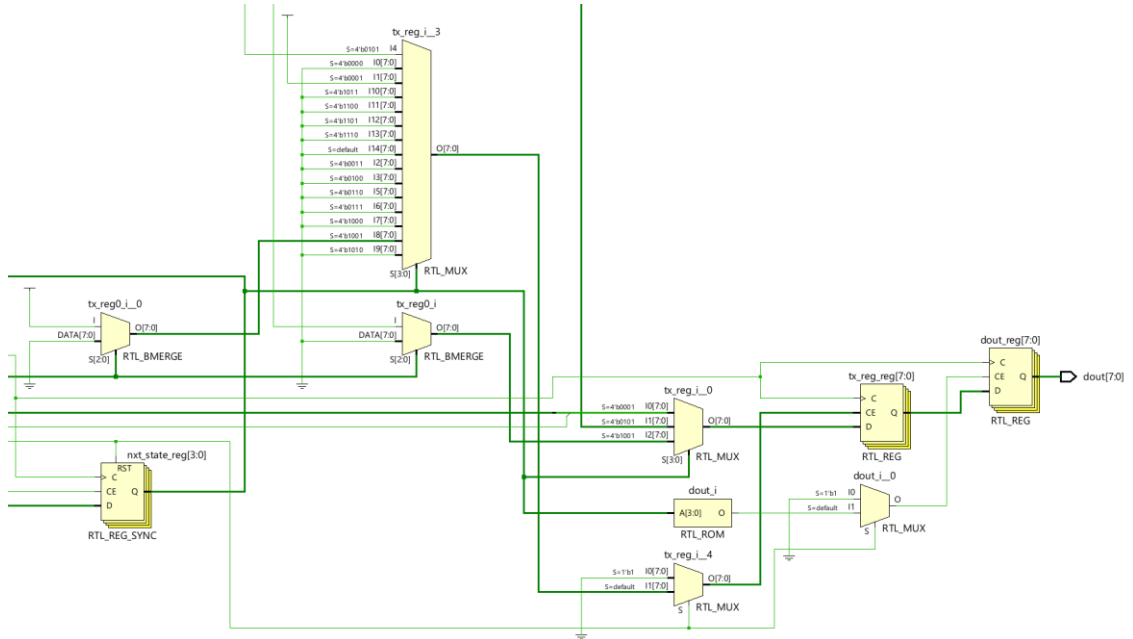 tx_reg_i__3
S=4'b0101 I4
S=4'b0000 I0[7:0]
S=4'b0001 I1[7:0]
S=4'b1011 I10[7:0]
S=4'b1100 I11[7:0]
S=4'b1101 I12[7:0]
S=4'b1110 I13[7:0]
S=default I14[7:0]
S=4'b0011 I2[7:0]
S=4'b0100 I3[7:0]
S=4'b0110 I5[7:0]
S=4'b0111 I6[7:0]
S=4'b1000 I7[7:0]
S=4'b1001 I8[7:0]
S=4'b1010 I9[7:0]
O[7:0]
S[3:0]
RTL_MUX
tx_reg0_i__0
I
DATA[7:0]
O[7:0]
S[2:0]
RTL_BMERGE
tx_reg0_i
I
DATA[7:0]
O[7:0]
S[2:0]
RTL_BMERGE
dout_reg[7:0]
C
CE
D
Q
RTL_REG
dout[7:0]
tx_reg_reg[7:0]
C
CE
D
Q
RTL_REG
tx_reg_i__0
S=4'b0001 I0[7:0]
S=4'b0101 I1[7:0]
S=4'b1001 I2[7:0]
O[7:0]
S[3:0]
RTL_MUX
nxt_state_reg[3:0]
RST
C
CE
D
Q
RTL_REG_SYNC
dout_i
A[3:0] O
RTL_ROM
dout_i__0
S=1'b1 I0
S=default I1
O
S
RTL_MUX
tx_reg_i__4
S=1'b1 I0[7:0]
S=default I1[7:0]
O[7:0]
S
RTL_MUX